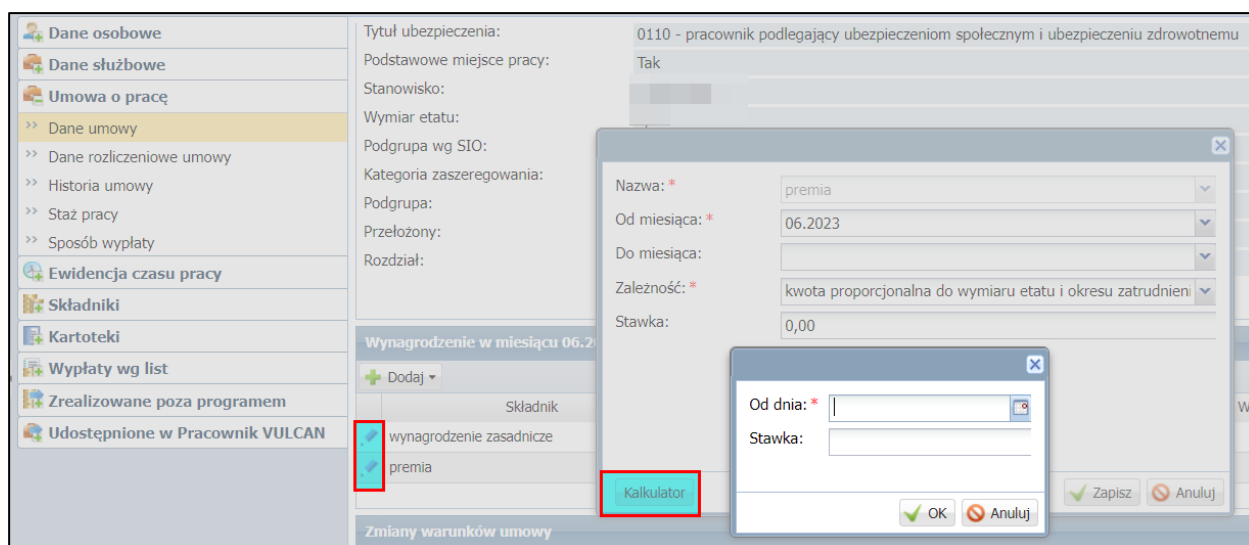 Dane osobowe
Dane służbowe
Umowa o pracę
Dane umowy
Dane rozliczeniowe umowy
Historia umowy
Staż pracy
Sposób wypłaty
Ewidencja czasu pracy
Składniki
Kartoteki
Wypłaty wg list
Zrealizowane poza programem
Udostępnione w Pracownik VULCAN
Tytuł ubezpieczenia: 0110 - pracownik podlegający ubezpieczeniom społecznym i ubezpieczeniu zdrowotnemu
Podstawowe miejsce pracy: Tak
Stanowisko:
Wymiar etatu:
Podgrupa wg SIO:
Kategoria zaszeregowania:
Podgrupa:
Przełożony:
Rozdział:
Wynagrodzenie w miesiącu 06.2
Dodaj
Składnik
W
wynagrodzenie zasadnicze
premia
Zmiany warunków umowy
Nazwa: * premia
Od miesiąca: * 06.2023
Do miesiąca:
Zależność: * kwota proporcjonalna do wymiaru etatu i okresu zatrudnieni
Stawka: 0,00
Kalkulator
Zapisz Anuluj
Od dnia: *
Stawka:
OK Anuluj